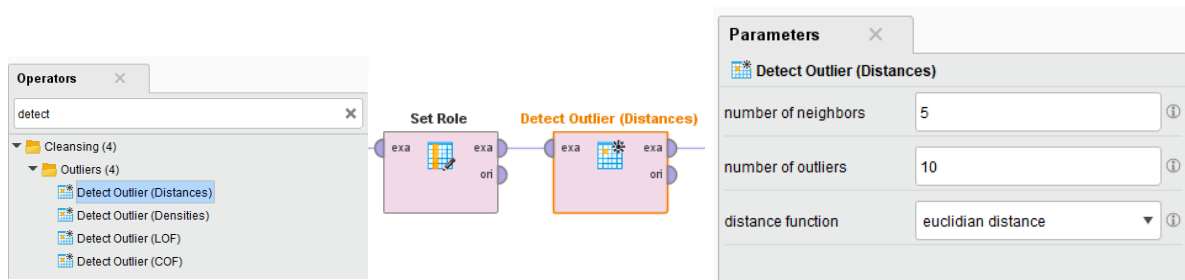 Operators
detect
Cleansing (4)
Outliers (4)
Detect Outlier (Distances)
Detect Outlier (Densities)
Detect Outlier (LOF)
Detect Outlier (COF)
Set Role
exa
exa
ori
Detect Outlier (Distances)
exa
exa
ori
Parameters
Detect Outlier (Distances)
number of neighbors 5
number of outliers 10
distance function euclidian distance